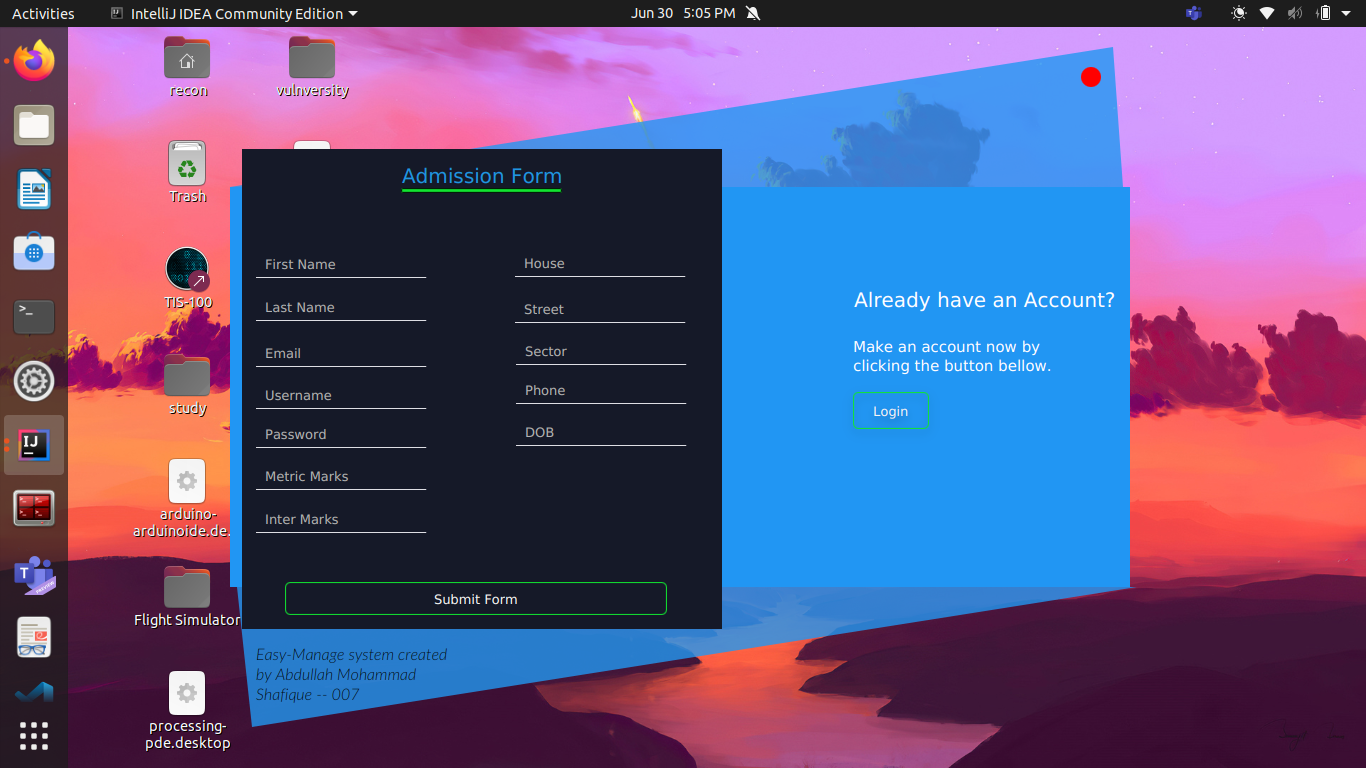 Activities
IntelliJ IDEA Community Edition
Jun 30 5:05 PM
recon
vulnversity
Trash
TIS-100
study
arduino-
arduinoide.de.
Flight Simulator
processing-
pde.desktop
Admission Form
First Name
House
Last Name
Street
Email
Sector
Username
Phone
Password
DOB
Metric Marks
Inter Marks
Submit Form
Already have an Account?
Make an account now by
clicking the button bellow.
Login
Easy-Manage system created
by Abdullah Mohammad
Shafique -- 007